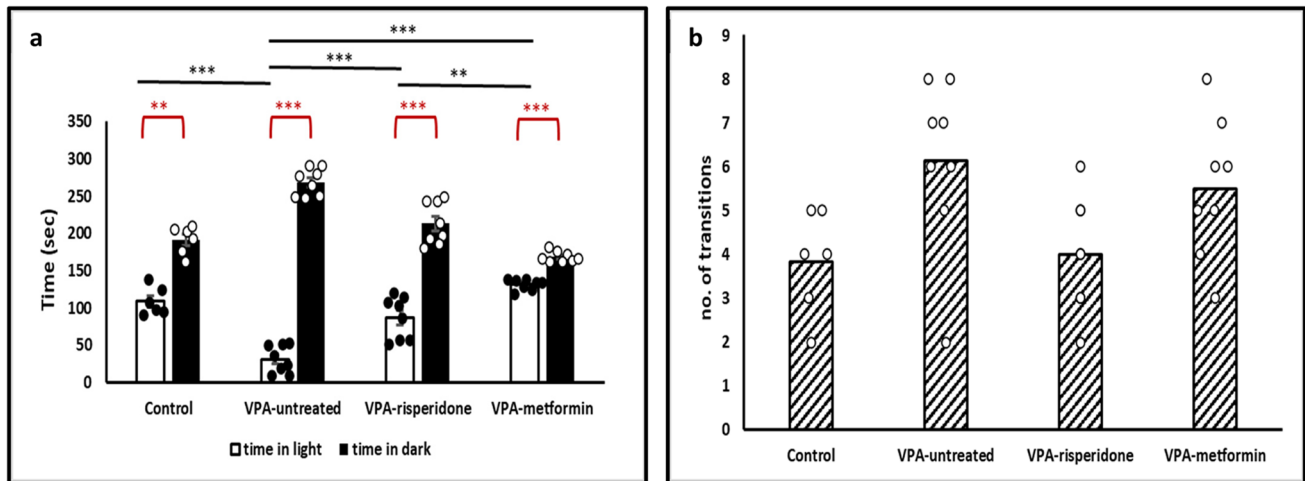 a
***
***
***
**
**
***
***
***
350
300
250
200
150
100
50
0
Time (sec)
Control
VPA-untreated
VPA-risperidone
VPA-metformin
time in light
time in dark
b
9
8
7
6
5
4
3
2
1
0
no. of transitions
Control
VPA-untreated
VPA-risperidone
VPA-metformin